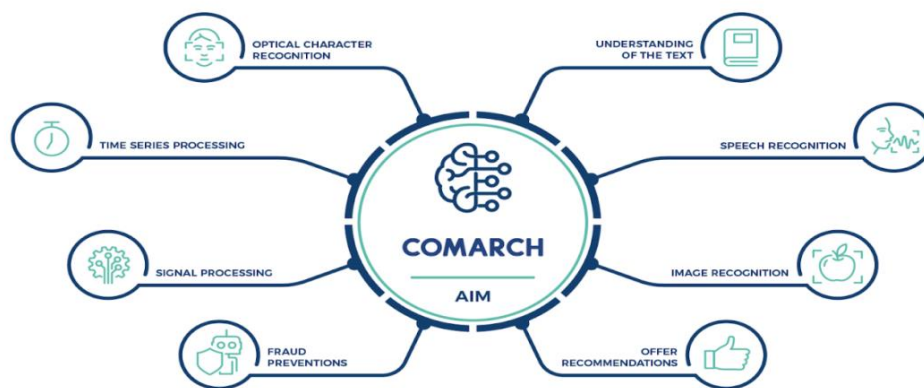 OPTICAL CHARACTER
RECOGNITION
UNDERSTANDING
OF THE TEXT
TIME SERIES PROCESSING
SPEECH RECOGNITION
COMARCH
AIM
SIGNAL PROCESSING
IMAGE RECOGNITION
FRAUD
PREVENTIONS
OFFER
RECOMMENDATIONS